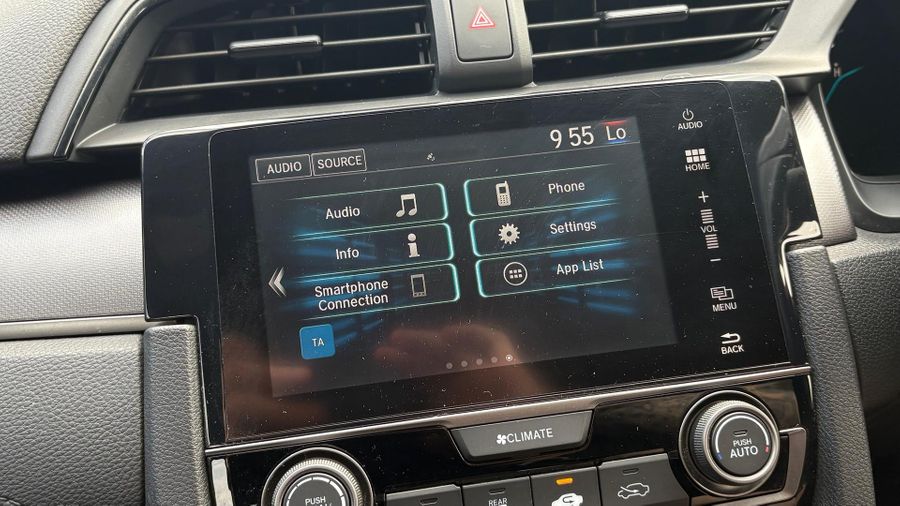 9 55 Lo
AUDIO SOURCE
Audio
Phone
Info
Settings
Smartphone
Connection
App List
TA
AUDIO
HOME
+
VOL
−
MENU
BACK
CLIMATE
PUSH
AUTO
PUSH
REAR